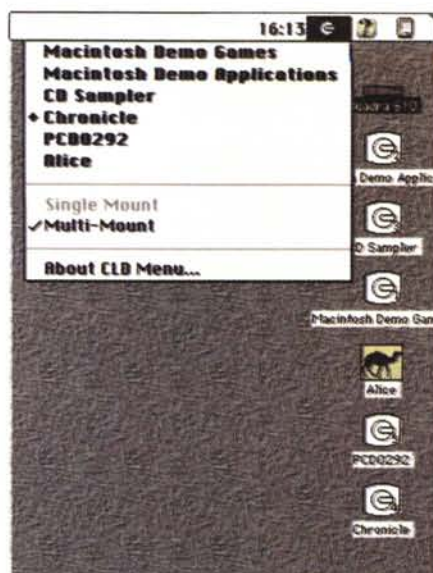 16:13
Macintosh Demo Games
Macintosh Demo Applications
CD Sampler
Chronicle
PCD0292
Alice
Single Mount
✓Multi-Mount
About CLD Menu...
Demo Applic
D Sampler
Macintosh Demo Gam
Alice
PCD0292
Chronicle